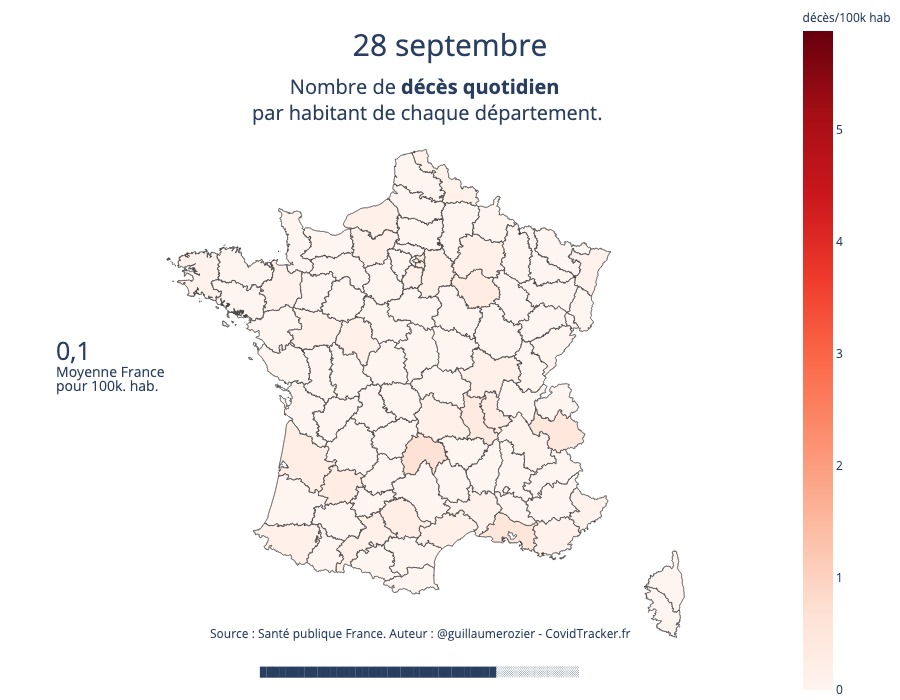 28 septembre
Nombre de décès quotidien
par habitant de chaque département.
décès/100k hab
5
4
3
2
1
0
0,1
Moyenne France
pour 100k. hab.
Source : Santé publique France. Auteur : @guillaumerozier - CovidTracker.fr